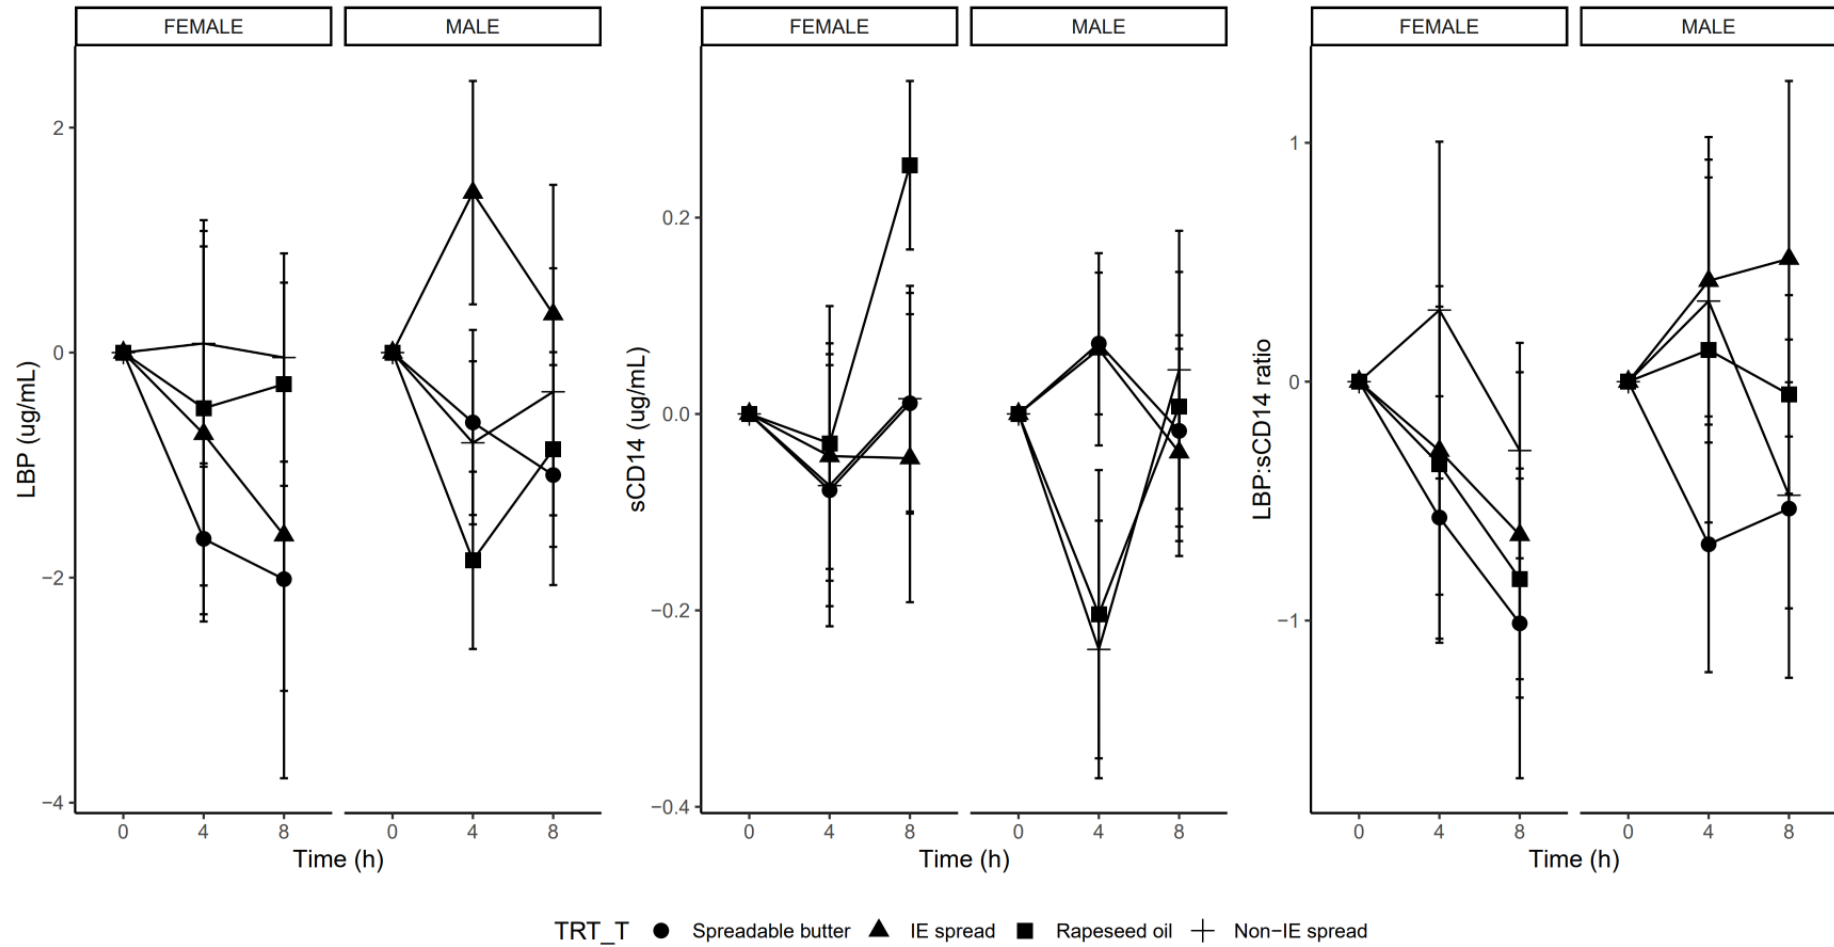 FEMALE MALE
LBP (ug/mL)
2
0
−2
−4
0 4 8 0 4 8
Time (h)
FEMALE MALE
sCD14 (ug/mL)
0.2
0.0
−0.2
−0.4
0 4 8 0 4 8
Time (h)
FEMALE MALE
LBP:sCD14 ratio
1
0
−1
0 4 8 0 4 8
Time (h)
TRT_T Spreadable butter IE spread Rapeseed oil Non−IE spread